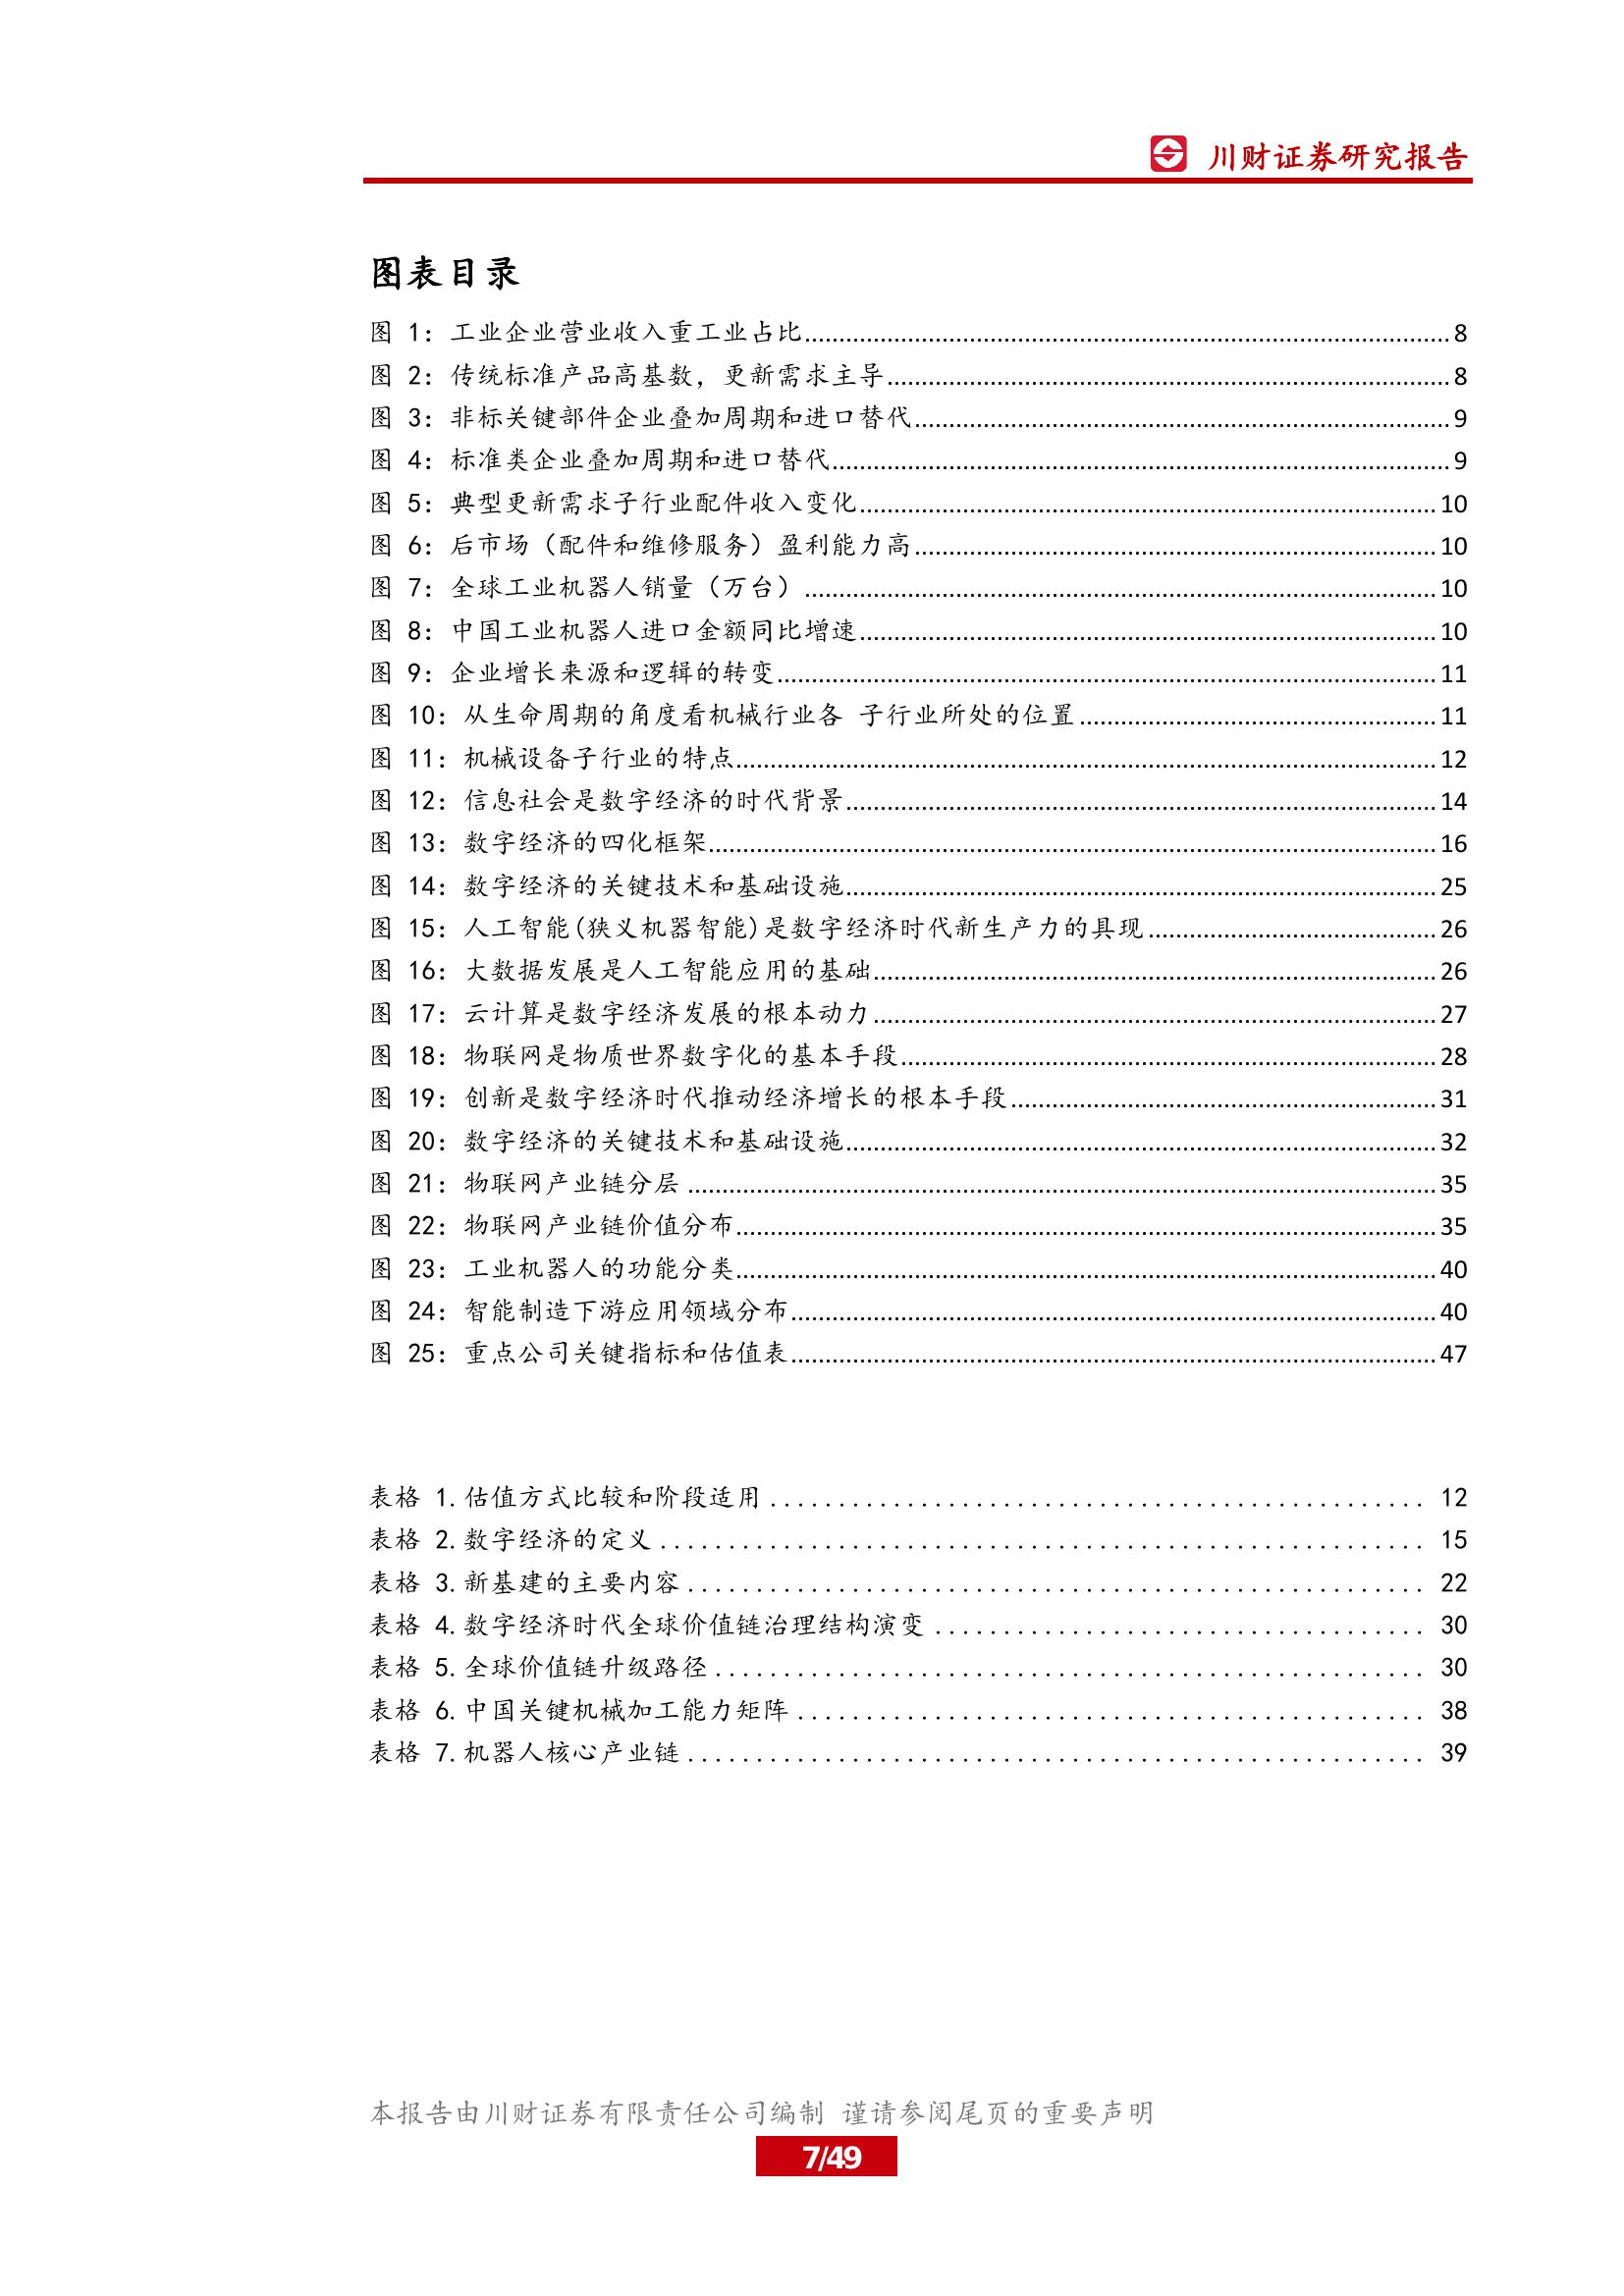 川财证券研究报告
图表目录
图 1：工业企业营业收入重工业占比........................8
图 2：传统标准产品高基数，更新需求主导........................8
图 3：非标关键部件企业叠加周期和进口替代........................9
图 4：标准类企业叠加周期和进口替代........................9
图 5：典型更新需求子行业配件收入变化........................10
图 6：后市场（配件和维修服务）盈利能力高........................10
图 7：全球工业机器人销量（万台）........................10
图 8：中国工业机器人进口金额同比增速........................10
图 9：企业增长来源和逻辑的转变........................11
图 10：从生命周期的角度看机械行业各 子行业所处的位置........................11
图 11：机械设备子行业的特点........................12
图 12：信息社会是数字经济的时代背景........................14
图 13：数字经济的四化框架........................16
图 14：数字经济的关键技术和基础设施........................25
图 15：人工智能(狭义机器智能)是数字经济时代新生产力的具现........................26
图 16：大数据发展是人工智能应用的基础........................26
图 17：云计算是数字经济发展的根本动力........................27
图 18：物联网是物质世界数字化的基本手段........................28
图 19：创新是数字经济时代推动经济增长的根本手段........................31
图 20：数字经济的关键技术和基础设施........................32
图 21：物联网产业链分层........................35
图 22：物联网产业链价值分布........................35
图 23：工业机器人的功能分类........................40
图 24：智能制造下游应用领域分布........................40
图 25：重点公司关键指标和估值表........................47
表格 1.估值方式比较和阶段适用........................12
表格 2.数字经济的定义........................15
表格 3.新基建的主要内容........................22
表格 4.数字经济时代全球价值链治理结构演变........................30
表格 5.全球价值链升级路径........................30
表格 6.中国关键机械加工能力矩阵........................38
表格 7.机器人核心产业链........................39
本报告由川财证券有限责任公司编制 谨请参阅尾页的重要声明
7/49